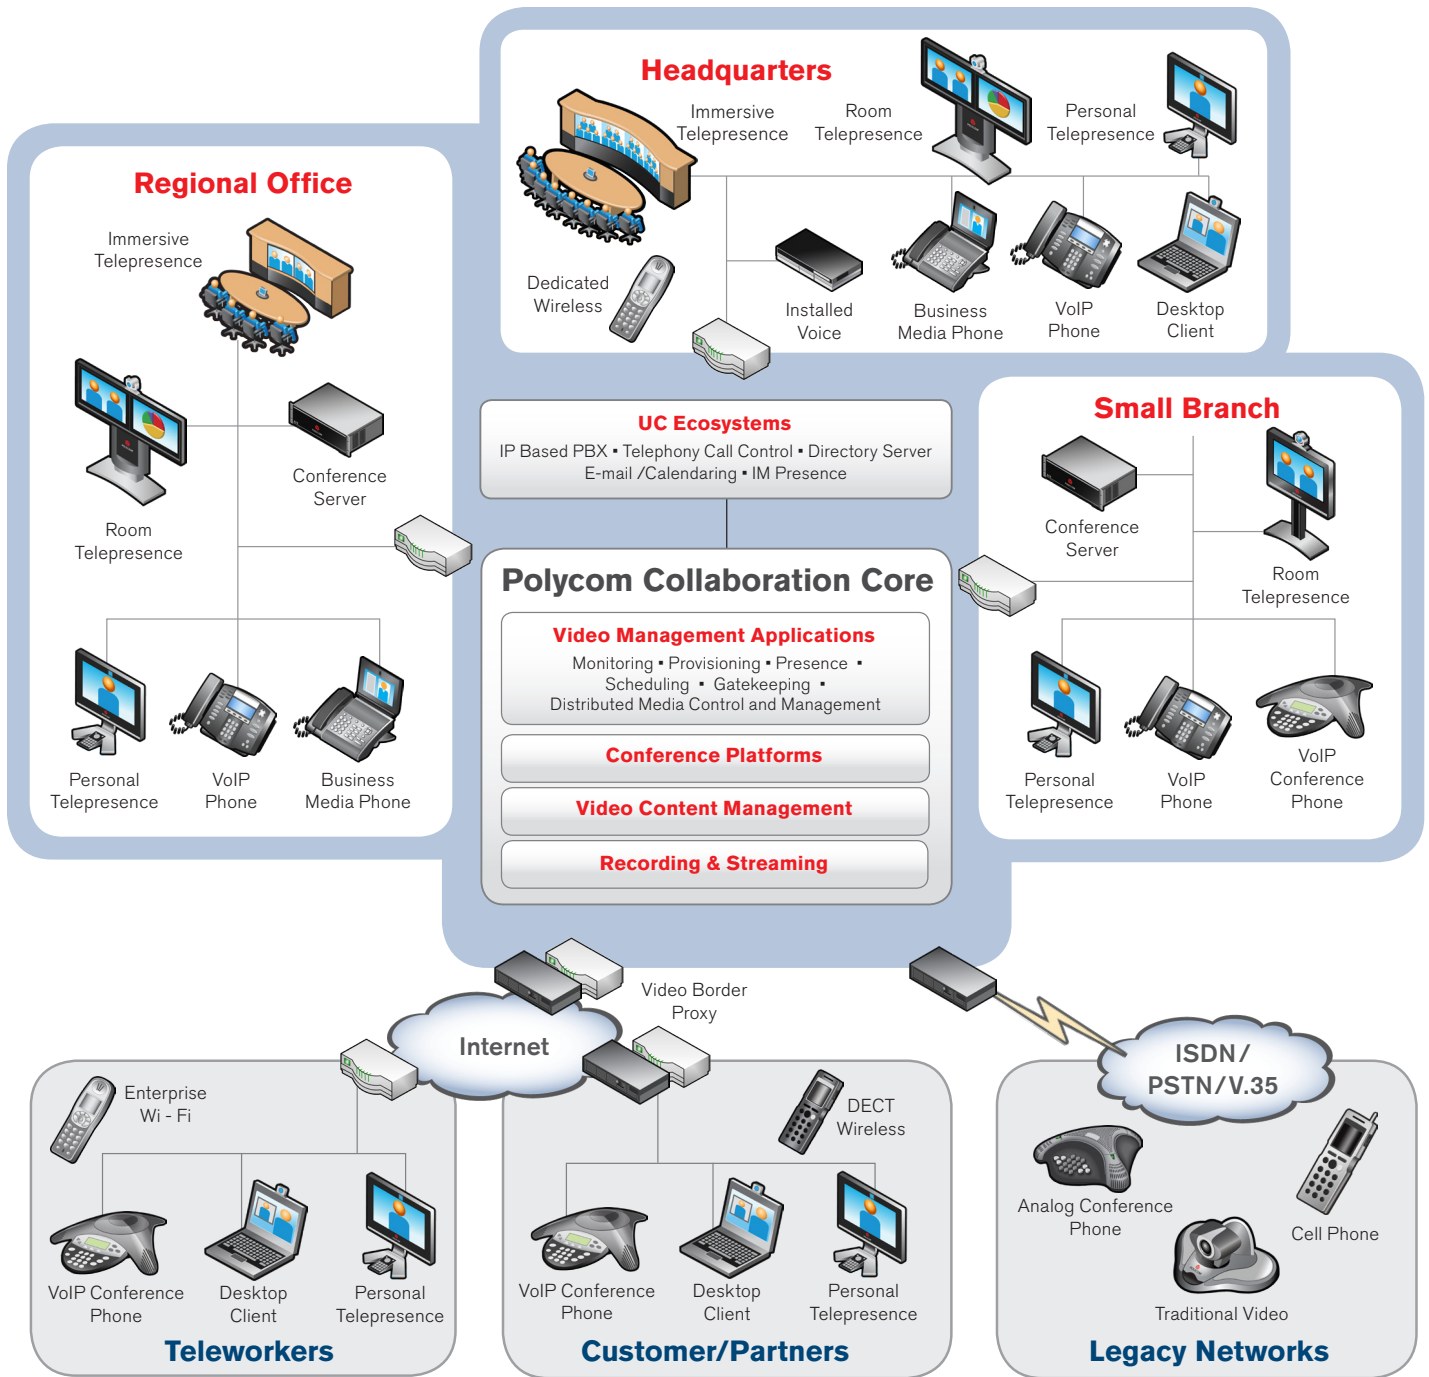 Headquarters
Immersive
Telepresence
Room
Telepresence
Personal
Telepresence
Dedicated
Wireless
Installed
Voice
Business
Media Phone
VoIP
Phone
Desktop
Client
Regional Office
Immersive
Telepresence
Conference
Server
Room
Telepresence
Personal
Telepresence
VoIP
Phone
Business
Media Phone
UC Ecosystems
IP Based PBX ▪ Telephony Call Control ▪ Directory Server
E-mail /Calendaring ▪ IM Presence
Polycom Collaboration Core
Video Management Applications
Monitoring ▪ Provisioning ▪ Presence ▪
Scheduling ▪ Gatekeeping ▪
Distributed Media Control and Management
Conference Platforms
Video Content Management
Recording & Streaming
Small Branch
Conference
Server
Room
Telepresence
Personal
Telepresence
VoIP
Phone
VoIP
Conference
Phone
Video Border
Proxy
Internet
ISDN/
PSTN/V.35
Enterprise
Wi - Fi
VoIP Conference
Phone
Desktop
Client
Personal
Telepresence
Teleworkers
DECT
Wireless
VoIP Conference
Phone
Desktop
Client
Personal
Telepresence
Customer/Partners
Analog Conference
Phone
Cell Phone
Traditional Video
Legacy Networks